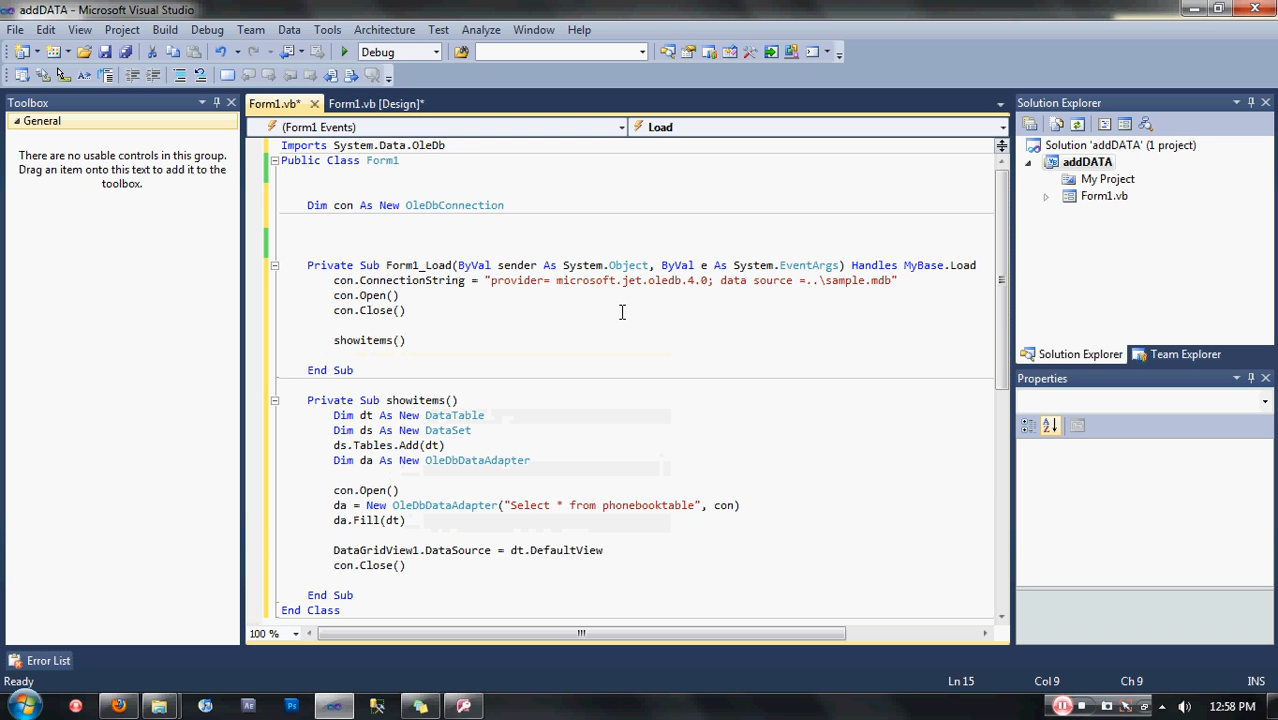 addDATA - Microsoft Visual Studio
File Edit View Project Build Debug Team Data Tools Architecture Test Analyze Window Help
Debug
Toolbox
General
There are no usable controls in this group.
Drag an item onto this text to add it to the
toolbox.
Form1.vb* Form1.vb [Design]*
(Form1 Events) Load
Imports System.Data.OleDb
Public Class Form1
Dim con As New OleDbConnection
Private Sub Form1_Load(ByVal sender As System.Object, ByVal e As System.EventArgs) Handles MyBase.Load
con.ConnectionString = "provider= microsoft.jet.oledb.4.0; data source =..\sample.mdb"
con.Open()
con.Close()
showitems()
End Sub
Private Sub showitems()
Dim dt As New DataTable
Dim ds As New DataSet
ds.Tables.Add(dt)
Dim da As New OleDbDataAdapter
con.Open()
da = New OleDbDataAdapter("Select * from phonebooktable", con)
da.Fill(dt)
DataGridView1.DataSource = dt.DefaultView
con.Close()
End Sub
End Class
100 %
Solution Explorer
Solution 'addDATA' (1 project)
addDATA
My Project
Form1.vb
Solution Explorer Team Explorer
Properties
Error List
Ready Ln 15 Col 9 Ch 9 INS
Ae Ps 12:58 PM